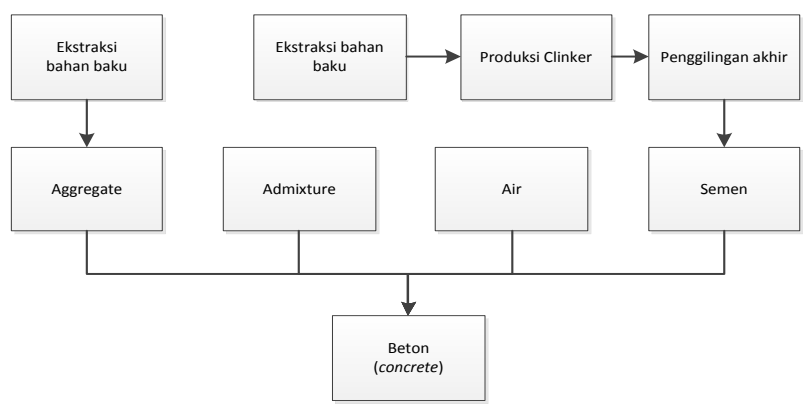 Ekstraksi
bahan baku
Ekstraksi bahan
baku
Produksi Clinker
Penggilingan akhir
Aggregate
Admixture
Air
Semen
Beton
(concrete)